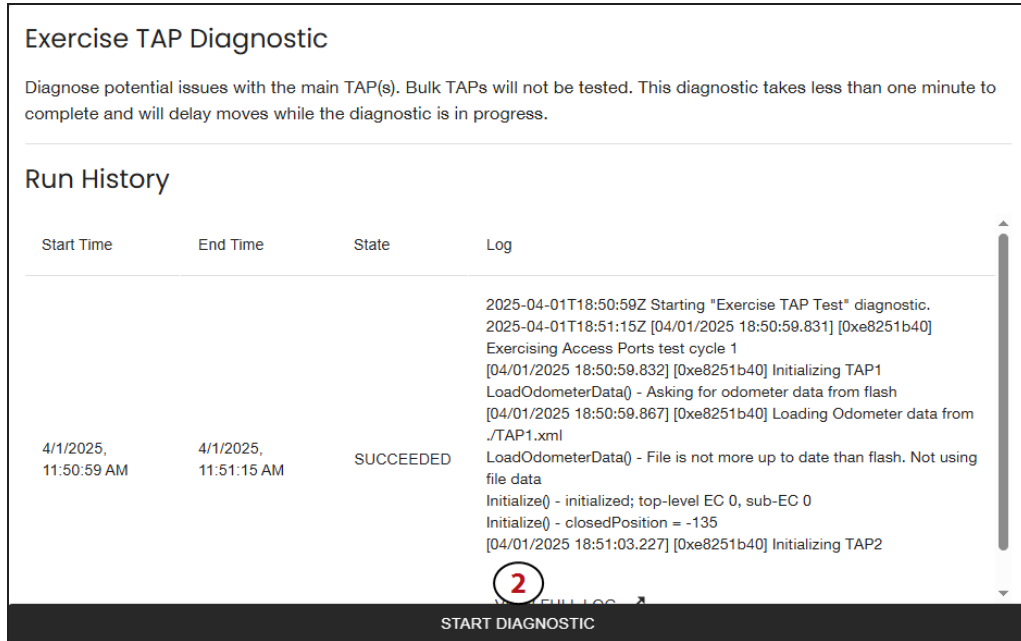 Exercise TAP Diagnostic
Diagnose potential issues with the main TAP(s). Bulk TAPs will not be tested. This diagnostic takes less than one minute to
complete and will delay moves while the diagnostic is in progress.
Run History
Start Time End Time State Log
2025-04-01T18:50:59Z Starting "Exercise TAP Test" diagnostic.
2025-04-01T18:51:15Z [04/01/2025 18:50:59.831] [0xe8251b40]
Exercising Access Ports test cycle 1
[04/01/2025 18:50:59.832] [0xe8251b40] Initializing TAP1
LoadOdometerData() - Asking for odometer data from flash
[04/01/2025 18:50:59.867] [0xe8251b40] Loading Odometer data from
./TAP1.xml
4/1/2025,
11:50:59 AM
4/1/2025,
11:51:15 AM
SUCCEEDED
LoadOdometerData() - File is not more up to date than flash. Not using
file data
Initialize() - initialized; top-level EC 0, sub-EC 0
Initialize() - closedPosition = -135
[04/01/2025 18:51:03.227] [0xe8251b40] Initializing TAP2
2
FULL LOG
START DIAGNOSTIC